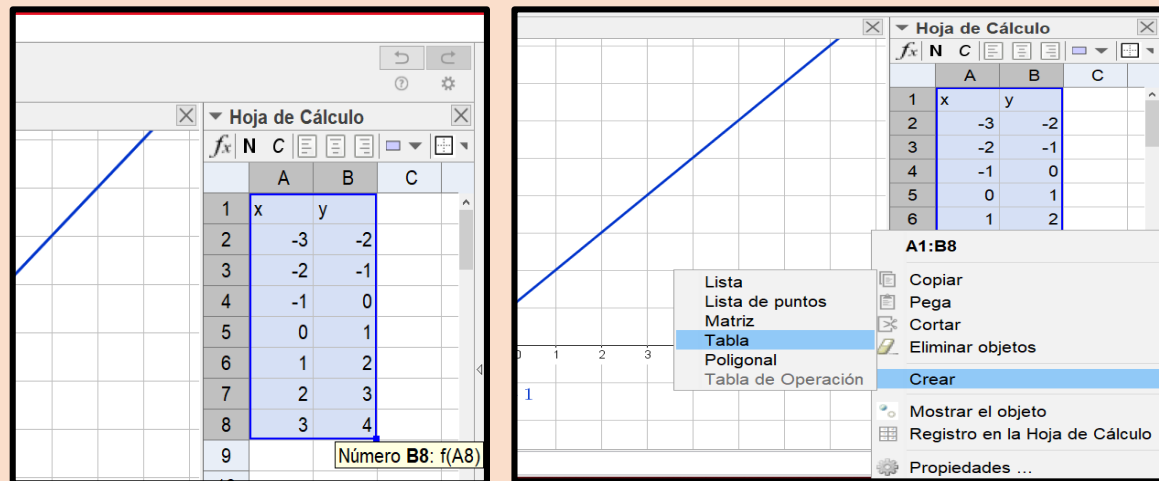 Hoja de Cálculo
fx N C
A B C
1 x y
2 -3 -2
3 -2 -1
4 -1 0
5 0 1
6 1 2
7 2 3
8 3 4
9
Número B8: f(A8)
Hoja de Cálculo
fx N C
A B C
1 x y
2 -3 -2
3 -2 -1
4 -1 0
5 0 1
6 1 2
A1:B8
Copiar
Pega
Cortar
Eliminar objetos
Crear
Mostrar el objeto
Registro en la Hoja de Cálculo
Propiedades ...
Lista
Lista de puntos
Matriz
Tabla
Poligonal
Tabla de Operación
0 1 2 3
1